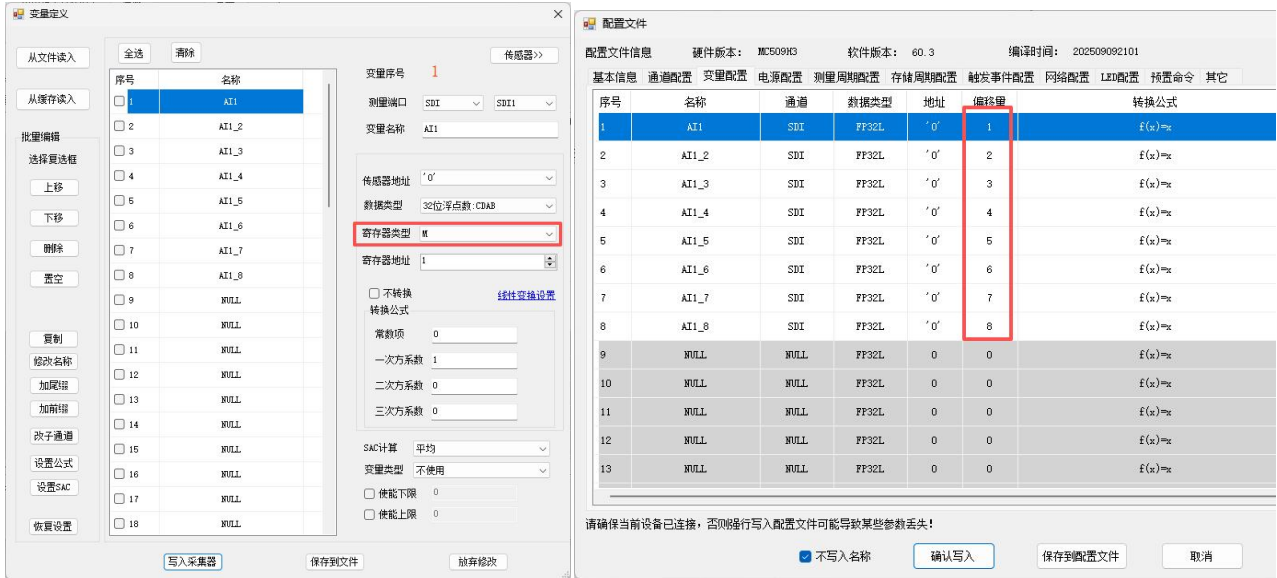 变量定义
从文件读入
从缓存读入
批里编辑
选择复选框
上移
下移
删除
置空
复制
修改名称
加尾缀
加前缀
改子通道
设置公式
设置SAC
恢复设置
全选 清除
序号 名称
1 AI1
2 AI1_2
3 AI1_3
4 AI1_4
5 AI1_5
6 AI1_6
7 AI1_7
8 AI1_8
9 NULL
10 NULL
11 NULL
12 NULL
13 NULL
14 NULL
15 NULL
16 NULL
17 NULL
18 NULL
传感器>>
变量序号 1
测量端口 SDI SDI1
变量名称 AI1
传感器地址 '0'
数据类型 32位浮点数:CDAB
寄存器类型 M
寄存器地址 1
不转换 线性变换设置
转换公式
常数项 0
一次方系数 1
二次方系数 0
三次方系数 0
SAC计算 平均
变量类型 不使用
使能下限 0
使能上限 0
写入采集器 保存到文件 放弃修改
配置文件
配置文件信息 硬件版本: MC509H3 软件版本: 60.3 编译时间: 202509092101
基本信息 通道配置 变量配置 电源配置 测量周期配置 存储周期配置 触发事件配置 网络配置 LED配置 预置命令 其它
序号 名称 通道 数据类型 地址 偏移量 转换公式
1 AI1 SDI FP32L '0' 1 f(x)=x
2 AI1_2 SDI FP32L '0' 2 f(x)=x
3 AI1_3 SDI FP32L '0' 3 f(x)=x
4 AI1_4 SDI FP32L '0' 4 f(x)=x
5 AI1_5 SDI FP32L '0' 5 f(x)=x
6 AI1_6 SDI FP32L '0' 6 f(x)=x
7 AI1_7 SDI FP32L '0' 7 f(x)=x
8 AI1_8 SDI FP32L '0' 8 f(x)=x
9 NULL NULL FP32L 0 0 f(x)=x
10 NULL NULL FP32L 0 0 f(x)=x
11 NULL NULL FP32L 0 0 f(x)=x
12 NULL NULL FP32L 0 0 f(x)=x
13 NULL NULL FP32L 0 0 f(x)=x
请确保当前设备已连接，否则强行写入配置文件可能导致某些参数丢失！
不写入名称 确认写入 保存到配置文件 取消